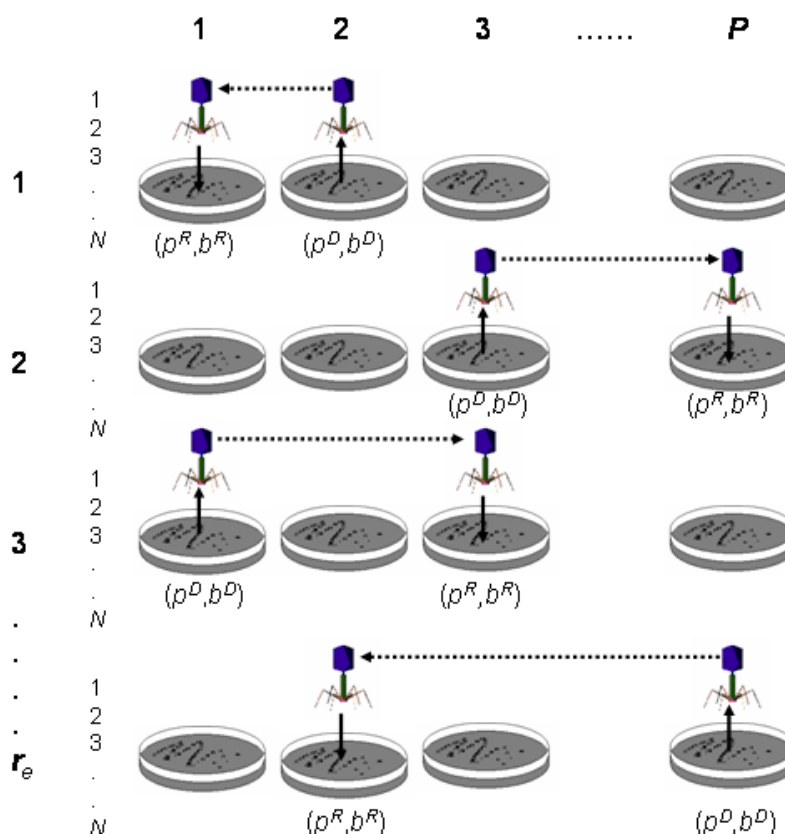 1 2 3 ...... P
1
2
3
.
.
N
1
(p^R,b^R) (p^D,b^D)
1
2
3
.
.
N
2
(p^D,b^D) (p^R,b^R)
1
2
3
.
.
N
3
(p^D,b^D) (p^R,b^R)
.
.
.
.
1
2
3
.
.
N
r_e
(p^R,b^R) (p^D,b^D)